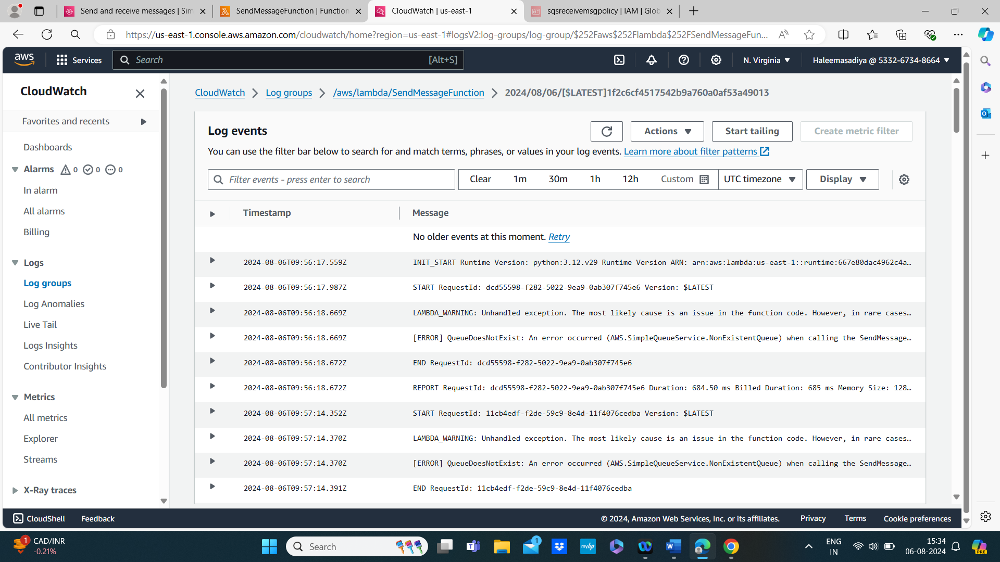 Send and receive messages | Sim
SendMessageFunction | Function
CloudWatch | us-east-1
sqsreceivemsgpolicy | IAM | Glob
https://us-east-1.console.aws.amazon.com/cloudwatch/home?region=us-east-1#logsV2:log-groups/log-group/$252Faws$252Flambda$252FSendMessageFun...
aws
Services
Search
[Alt+S]
N. Virginia
Haleemasadiya @ 5332-6734-8664
CloudWatch
Favorites and recents
Dashboards
Alarms 0 0 0
In alarm
All alarms
Billing
Logs
Log groups
Log Anomalies
Live Tail
Logs Insights
Contributor Insights
Metrics
All metrics
Explorer
Streams
X-Ray traces
CloudWatch > Log groups > /aws/lambda/SendMessageFunction > 2024/08/06/[$LATEST]1f2c6cf4517542b9a760a0af53a49013
Log events
Actions
Start tailing
Create metric filter
You can use the filter bar below to search for and match terms, phrases, or values in your log events. Learn more about filter patterns
Filter events - press enter to search
Clear 1m 30m 1h 12h Custom
UTC timezone
Display
Timestamp Message
No older events at this moment. Retry
2024-08-06T09:56:17.559Z INIT_START Runtime Version: python:3.12.v29 Runtime Version ARN: arn:aws:lambda:us-east-1::runtime:667e80dac4962c4a…
2024-08-06T09:56:17.987Z START RequestId: dcd55598-f282-5022-9ea9-0ab307f745e6 Version: $LATEST
2024-08-06T09:56:18.669Z LAMBDA_WARNING: Unhandled exception. The most likely cause is an issue in the function code. However, in rare cases…
2024-08-06T09:56:18.669Z [ERROR] QueueDoesNotExist: An error occurred (AWS.SimpleQueueService.NonExistentQueue) when calling the SendMessage…
2024-08-06T09:56:18.672Z END RequestId: dcd55598-f282-5022-9ea9-0ab307f745e6
2024-08-06T09:56:18.672Z REPORT RequestId: dcd55598-f282-5022-9ea9-0ab307f745e6 Duration: 684.50 ms Billed Duration: 685 ms Memory Size: 128…
2024-08-06T09:57:14.352Z START RequestId: 11cb4edf-f2de-59c9-8e4d-11f4076cedba Version: $LATEST
2024-08-06T09:57:14.370Z LAMBDA_WARNING: Unhandled exception. The most likely cause is an issue in the function code. However, in rare cases…
2024-08-06T09:57:14.370Z [ERROR] QueueDoesNotExist: An error occurred (AWS.SimpleQueueService.NonExistentQueue) when calling the SendMessage…
2024-08-06T09:57:14.391Z END RequestId: 11cb4edf-f2de-59c9-8e4d-11f4076cedba
CloudShell Feedback
© 2024, Amazon Web Services, Inc. or its affiliates. Privacy Terms Cookie preferences
1
CAD/INR
-0.21%
Search
1
myhp
ENG
IN
15:34
06-08-2024
PRE